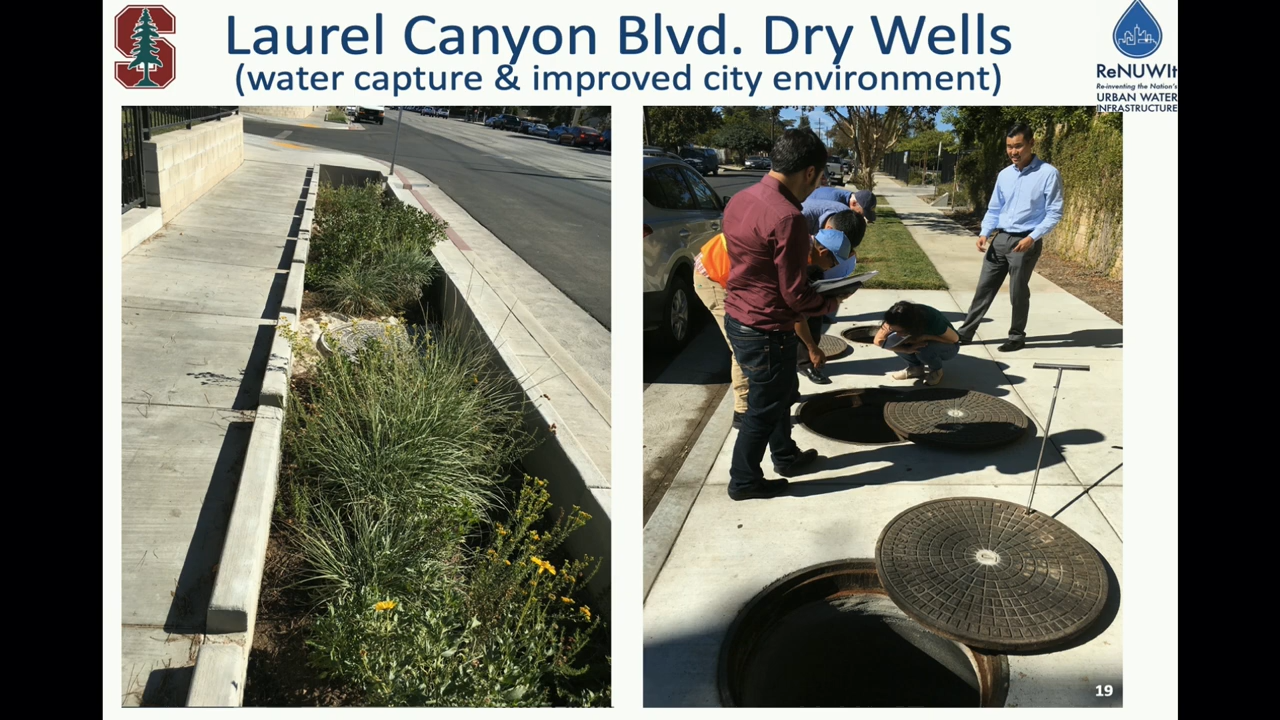 Laurel Canyon Blvd. Dry Wells
(water capture & improved city environment)
S
ReNUWIt
Re-inventing the Nation's
URBAN WATER
INFRASTRUCTURE
19